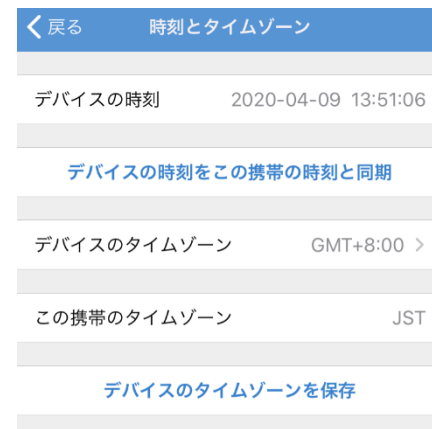 戻る 時刻とタイムゾーン
デバイスの時刻 2020-04-09 13:51:06
デバイスの時刻をこの携帯の時刻と同期
デバイスのタイムゾーン GMT+8:00
この携帯のタイムゾーン JST
デバイスのタイムゾーンを保存